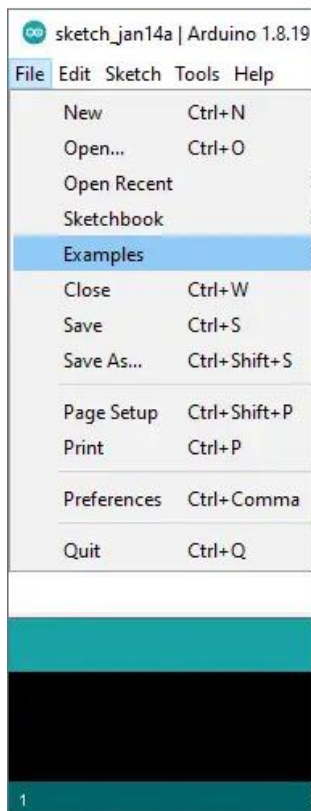 sketch_jan14a | Arduino 1.8.19
File Edit Sketch Tools Help
New Ctrl+N
Open... Ctrl+O
Open Recent
Sketchbook
Examples
Close Ctrl+W
Save Ctrl+S
Save As... Ctrl+Shift+S
Page Setup Ctrl+Shift+P
Print Ctrl+P
Preferences Ctrl+Comma
Quit Ctrl+Q
1